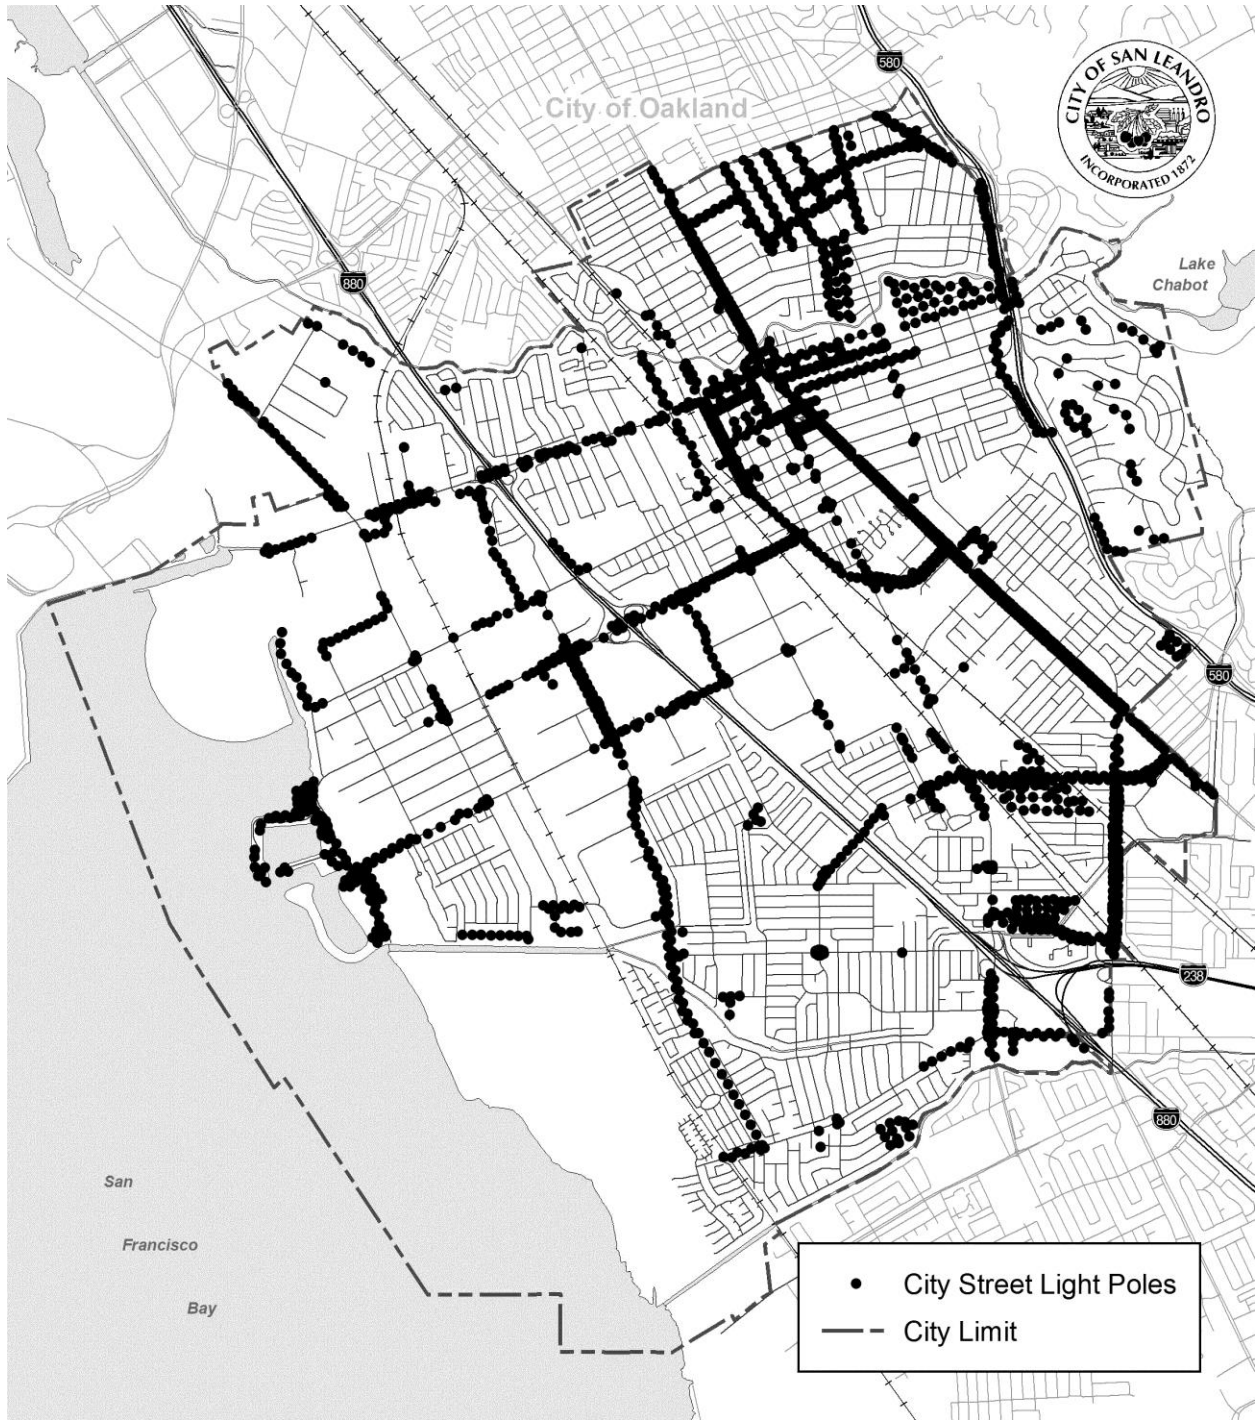 580
CITY OF SAN LEANDRO
INCORPORATED 1872
City of Oakland
Lake
Chabot
880
580
238
880
San
Francisco
Bay
City Street Light Poles
City Limit